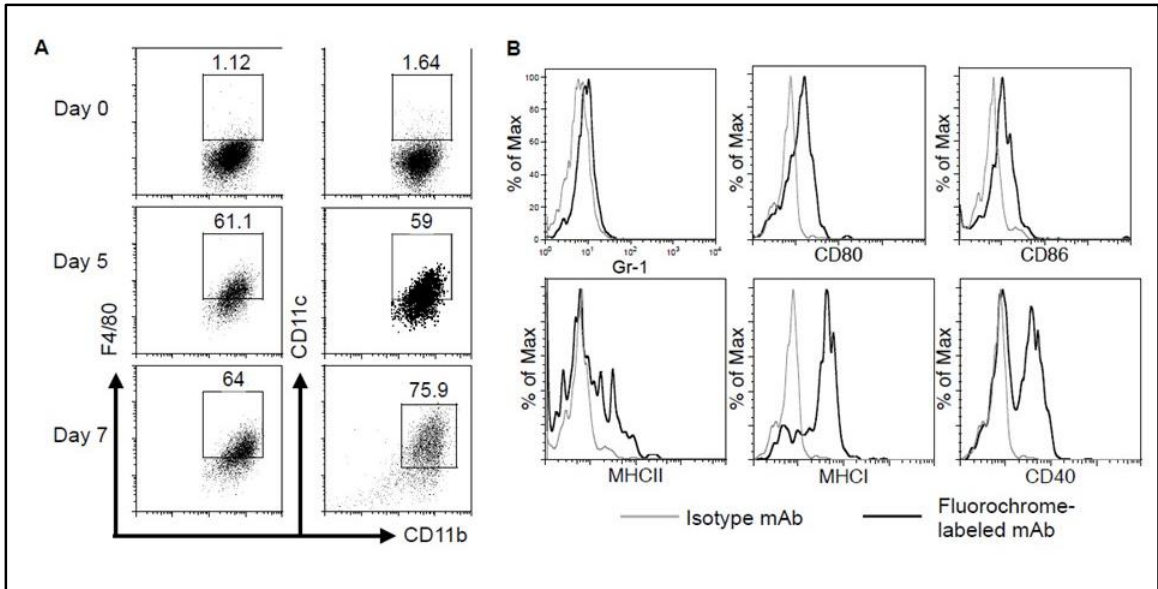 A
B
1.12
1.64
Day 0
61.1
59
Day 5
F4/80
CD11c
64
75.9
Day 7
CD11b
% of Max
100
80
60
40
20
0
10⁰
10¹
10²
10³
10⁴
Gr-1
% of Max
CD80
% of Max
CD86
% of Max
MHCII
% of Max
MHCI
% of Max
CD40
Isotype mAb
Fluorochrome-
labeled mAb